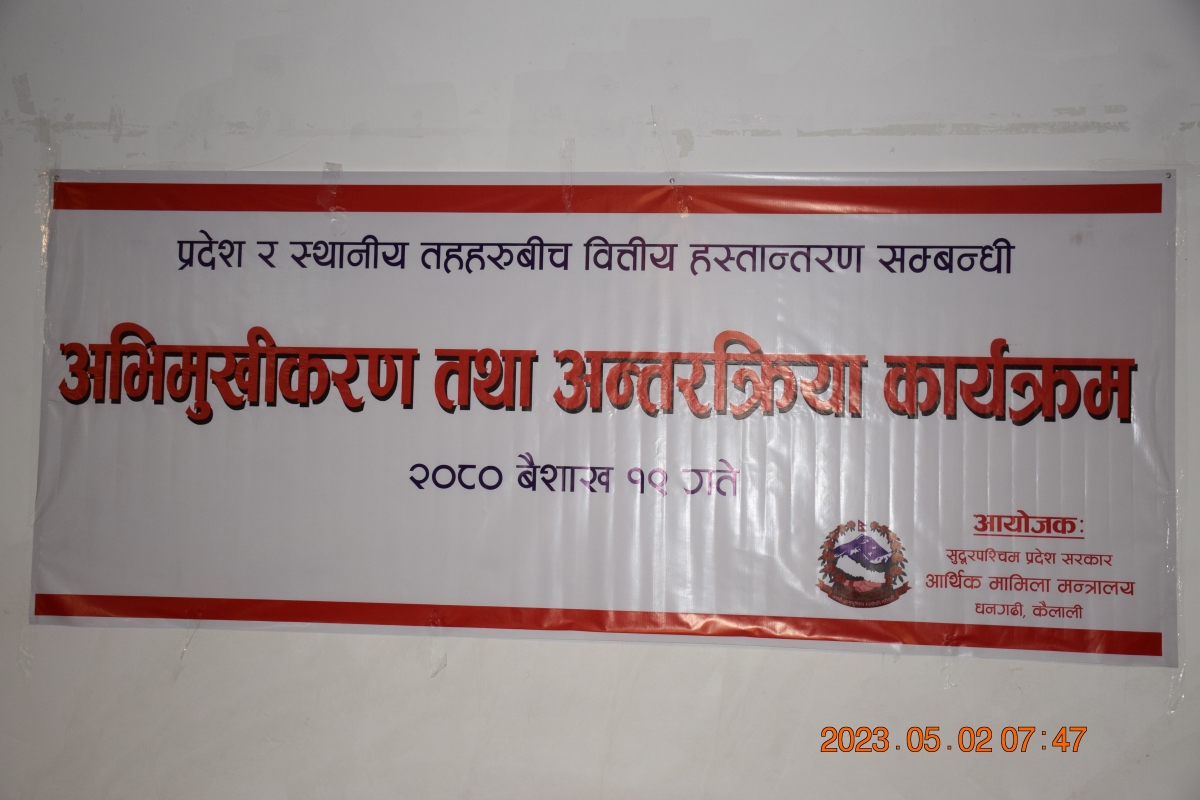 प्रदेश र स्थानीय तहहरुबीच वित्तीय हस्तान्तरण सम्बन्धी
अभिमुखीकरण तथा अन्तरक्रिया कार्यक्रम
२०८० बैशाख १९ गते
आयोजकः
सुदूरपश्चिम प्रदेश सरकार
आर्थिक मामिला मन्त्रालय
धनगढी, कैलाली
2023.05.02 07:47